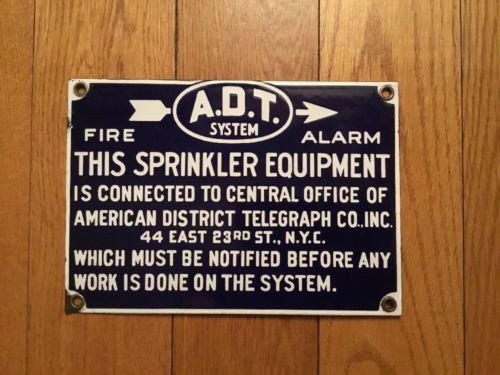 A.D.T.
SYSTEM
FIRE ALARM
THIS SPRINKLER EQUIPMENT
IS CONNECTED TO CENTRAL OFFICE OF
AMERICAN DISTRICT TELEGRAPH CO., INC.
44 EAST 23RD ST., N.Y.C.
WHICH MUST BE NOTIFIED BEFORE ANY
WORK IS DONE ON THE SYSTEM.